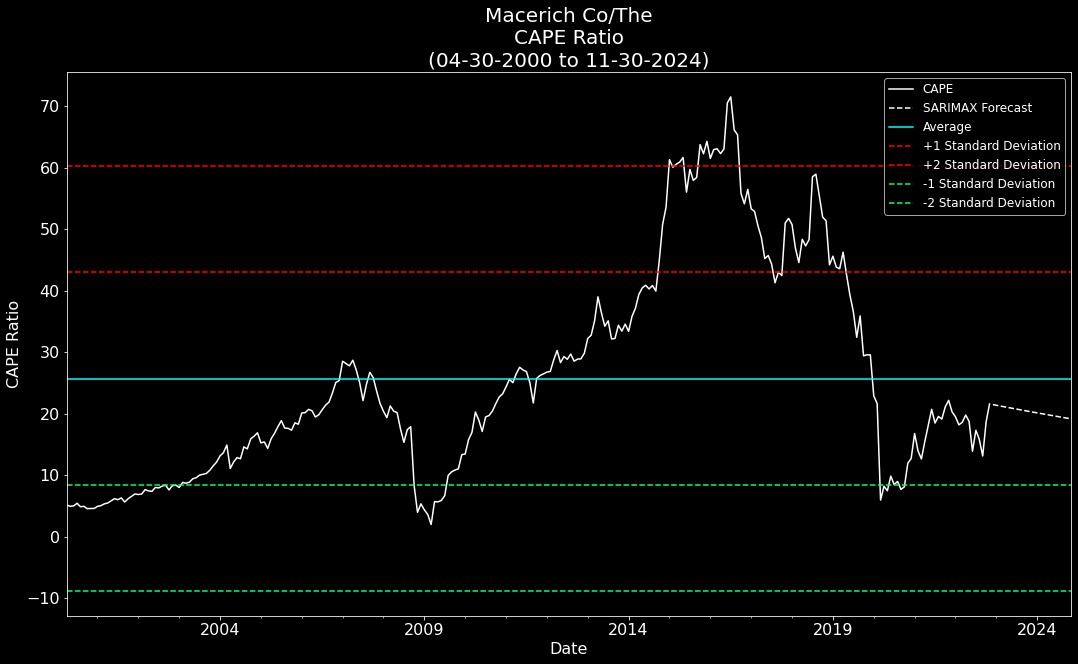 Macerich Co/The
CAPE Ratio
(04-30-2000 to 11-30-2024)
CAPE
SARIMAX Forecast
Average
+1 Standard Deviation
+2 Standard Deviation
-1 Standard Deviation
-2 Standard Deviation
CAPE Ratio
70
60
50
40
30
20
10
0
−10
2004
2009
2014
2019
2024
Date